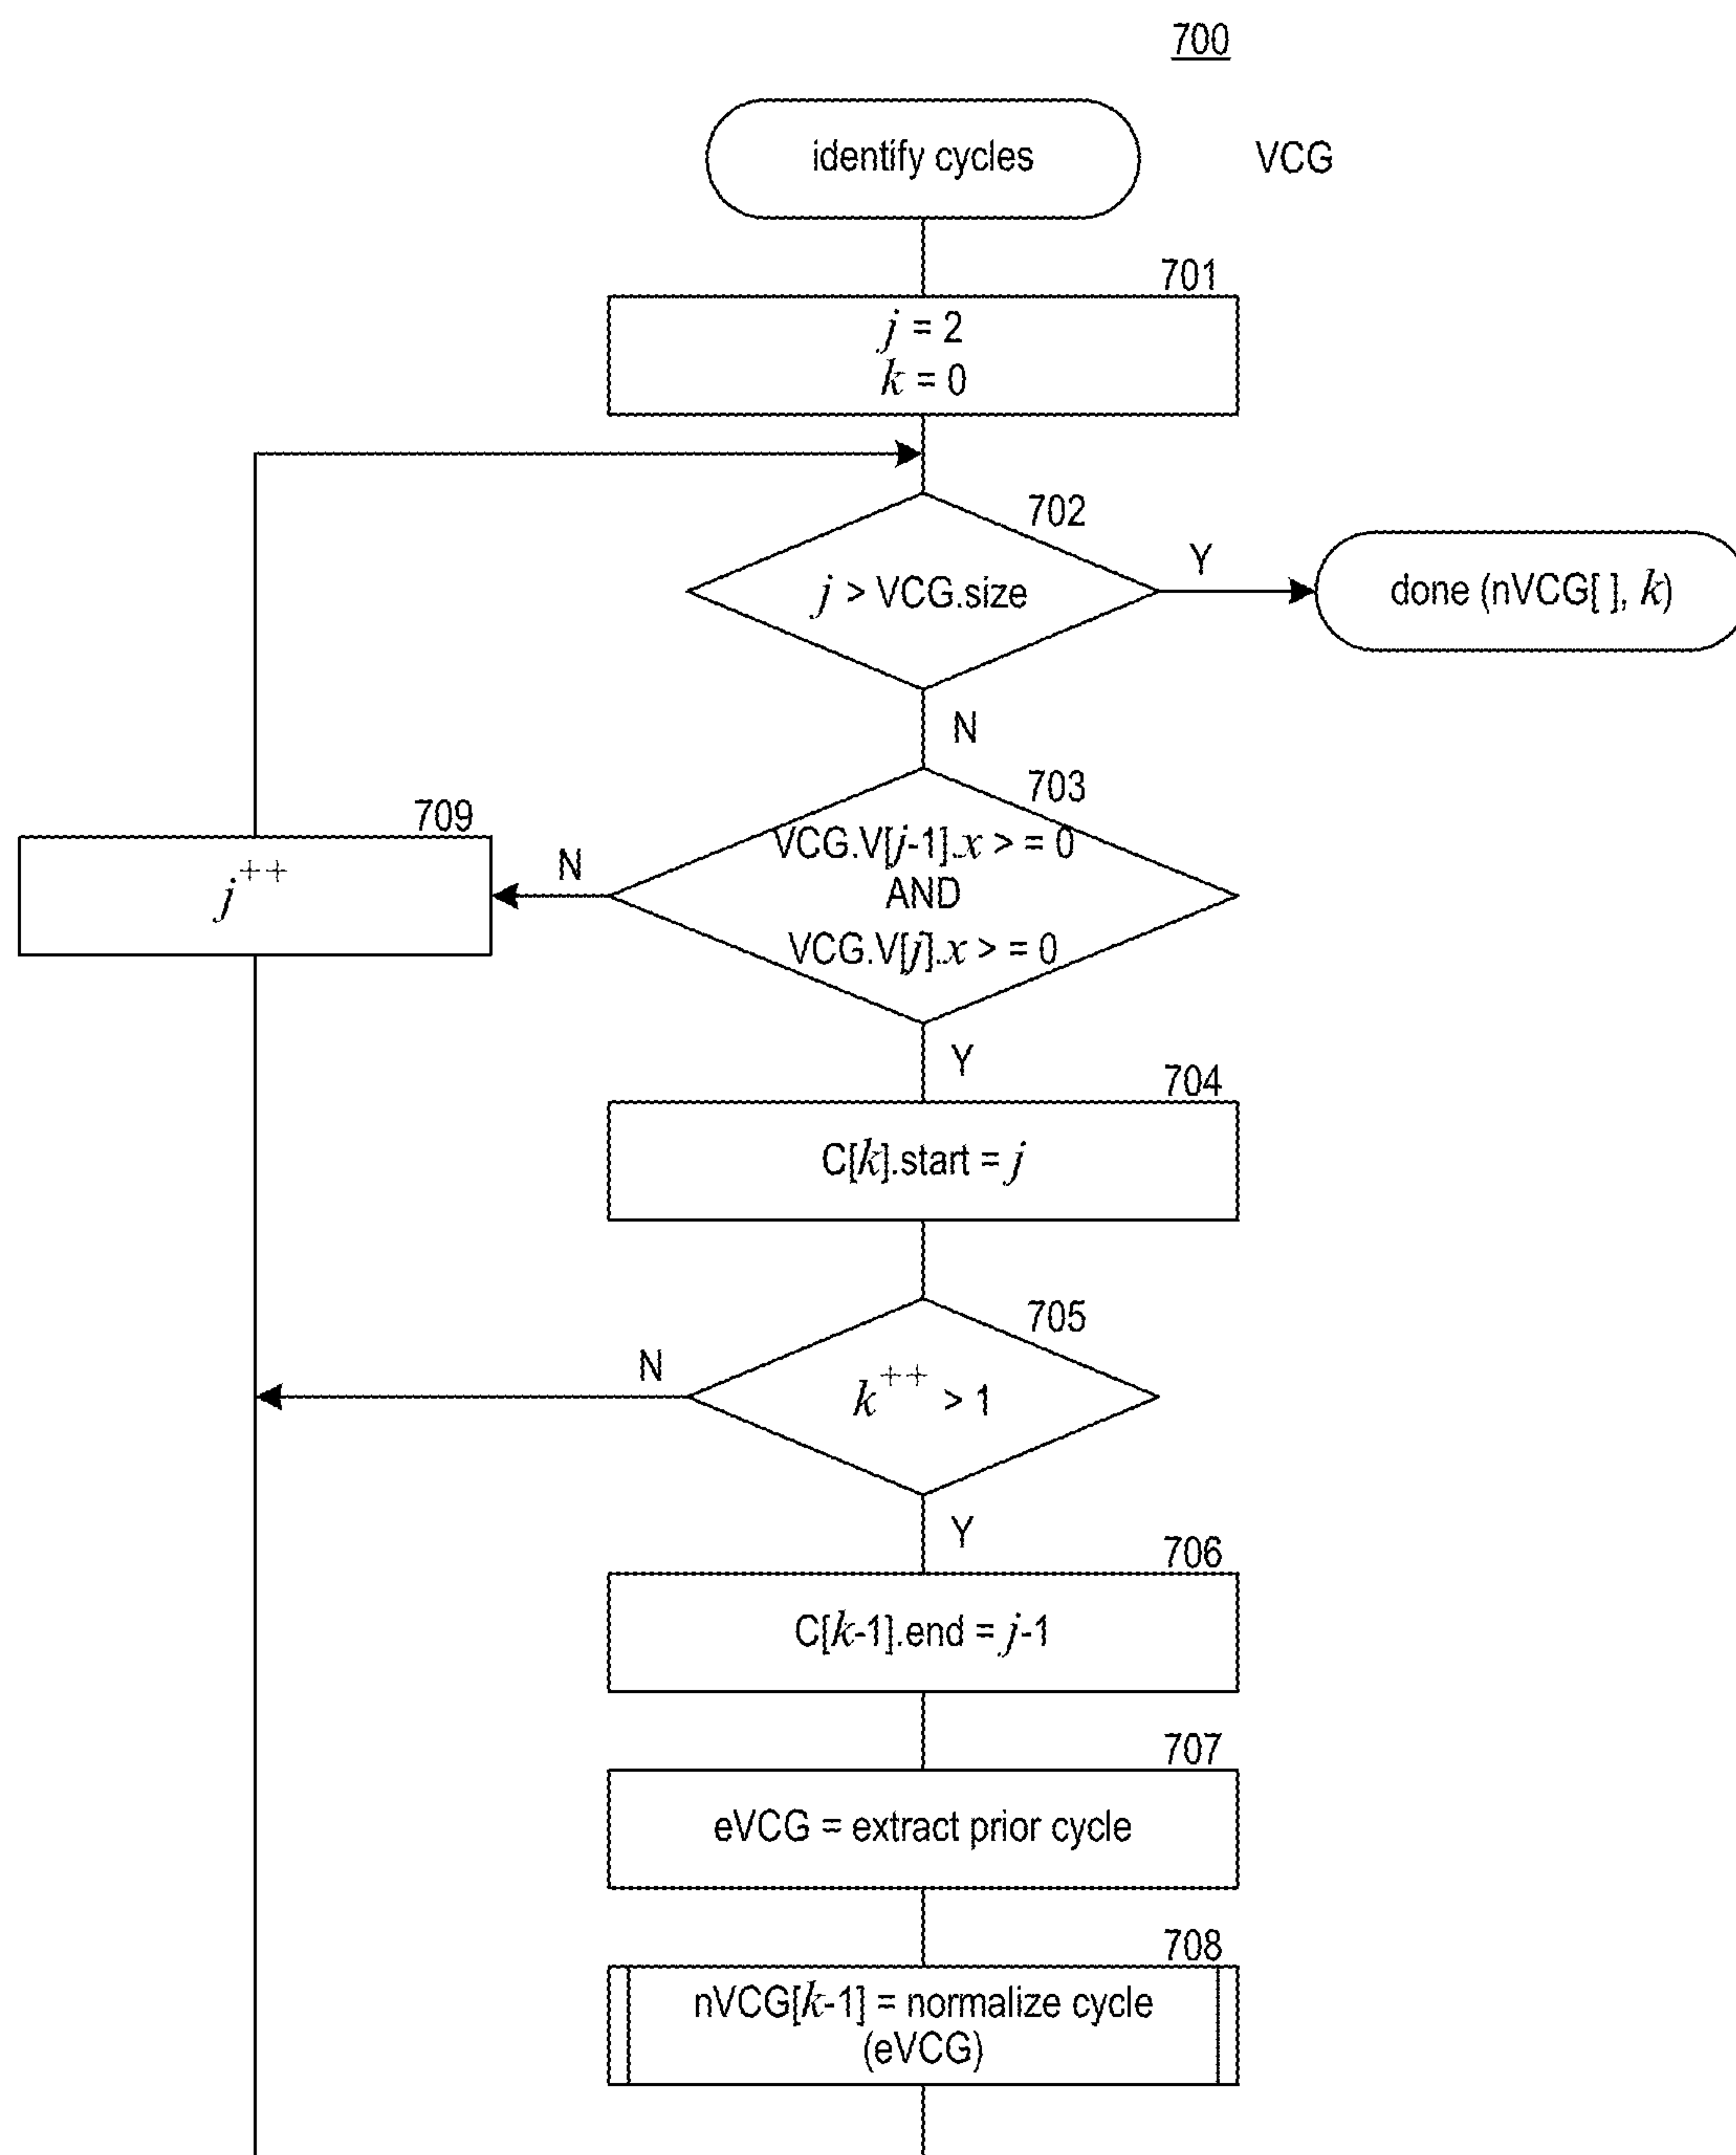 700
identify cycles
VCG
701
j = 2
k = 0
702
j > VCG.size
Y
done (nVCG[ ], k)
N
703
VCG.V[j-1].x > = 0
AND
VCG.V[j].x > = 0
709
j++
N
Y
704
C[k].start = j
705
k++ > 1
N
Y
706
C[k-1].end = j-1
707
eVCG = extract prior cycle
708
nVCG[k-1] = normalize cycle
(eVCG)